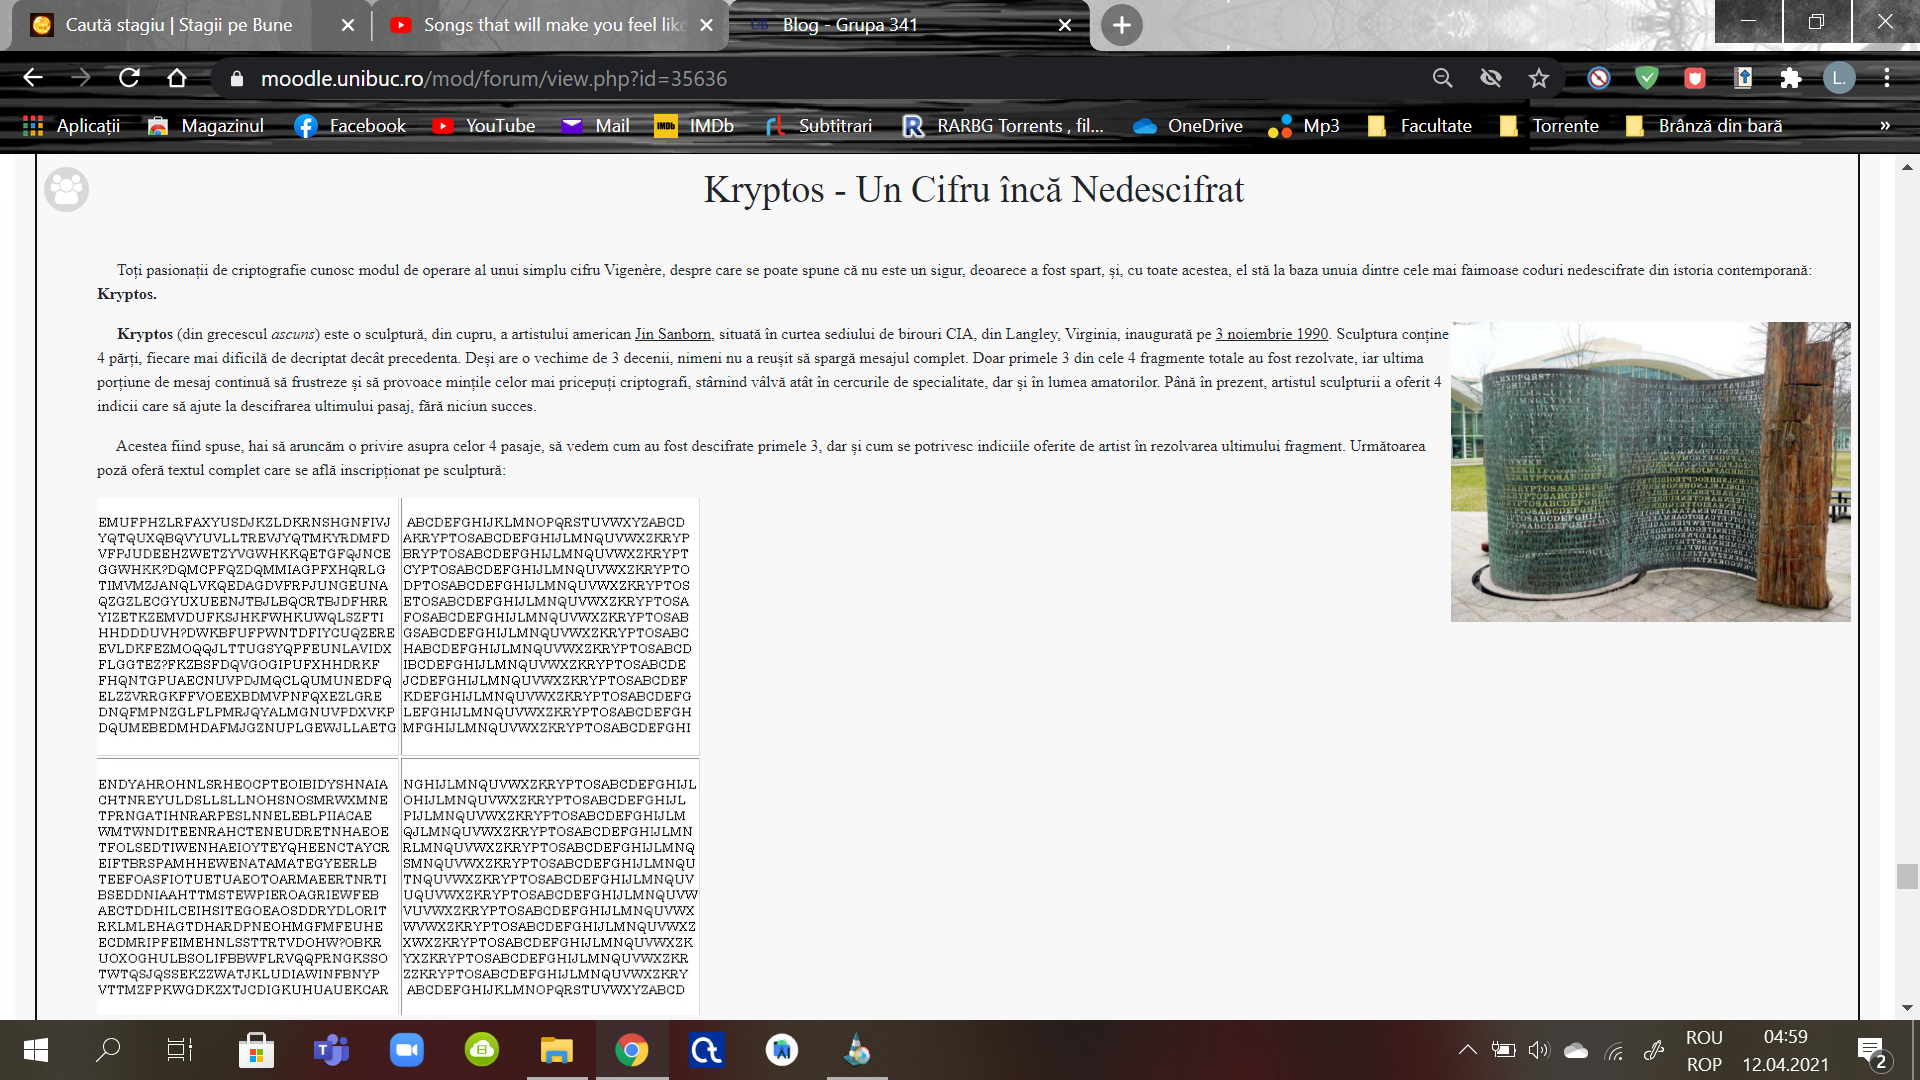 Caută stagiu | Stagii pe Bune
Songs that will make you feel like
Blog - Grupa 341
moodle.unibuc.ro/mod/forum/view.php?id=35636
L.
Aplicații Magazinul Facebook YouTube Mail IMDb Subtitrari RARBG Torrents , fil... OneDrive Mp3 Facultate Torrente Brânză din bară »
Kryptos - Un Cifru încă Nedescifrat
Toți pasionații de criptografie cunosc modul de operare al unui simplu cifru Vigenère, despre care se poate spune că nu este un sigur, deoarece a fost spart, și, cu toate acestea, el stă la baza unuia dintre cele mai faimoase coduri nedescifrate din istoria contemporană:
Kryptos.
Kryptos (din grecescul ascuns) este o sculptură, din cupru, a artistului american Jin Sanborn, situată în curtea sediului de birouri CIA, din Langley, Virginia, inaugurată pe 3 noiembrie 1990. Sculptura conține
4 părți, fiecare mai dificilă de decriptat decât precedenta. Deși are o vechime de 3 decenii, nimeni nu a reușit să spargă mesajul complet. Doar primele 3 din cele 4 fragmente totale au fost rezolvate, iar ultima
porțiune de mesaj continuă să frustreze și să provoace mințile celor mai pricepuți criptografi, stârnind vâlvă atât în cercurile de specialitate, dar și în lumea amatorilor. Până în prezent, artistul sculpturii a oferit 4
indicii care să ajute la descifrarea ultimului pasaj, fără niciun succes.
Acestea fiind spuse, hai să aruncăm o privire asupra celor 4 pasaje, să vedem cum au fost descifrate primele 3, dar și cum se potrivesc indiciile oferite de artist în rezolvarea ultimului fragment. Următoarea
poză oferă textul complet care se află inscripționat pe sculptură:
EMUFPHZLRFAXYUSDJKZLDKRNSHGNFIVJ
YQTQUXQBQVYUVLLTREVJYQTMKYRDMFD
VFPJUDEEHZWETZYVGWHKKQETGFQJNCE
GGWHKK?DQMCPFQZDQMMIAGPFXHQRLG
TIMVMZJANQLVKQEDAGDVFRPJUNGEUNA
QZGZLECGYUXUEENJTBJLBQCRTBJDFHRR
YIZETKZEMVDUFKSJHKFWHKUWQLSZFTI
HHDDDUVH?DWKBFUFPWNTDFIYCUQZERE
EVLDKFEZMOQQJLTTUGSYQPFEUNLAVIDX
FLGGTEZ?FKZBSFDQVGOGIPUFXHHDRKF
FHQNTGPUAECNUVPDJMQCLQUMUNEDFQ
ELZZVRRGKFFVOEEXBDMVPNFQXEZLGRE
DNQFMPNZGLFLPMRJQYALMGNUVPDXVKP
DQUMEBEDMHDAFMJGZNUPLGEWJLLAETG
ABCDEFGHIJKLMNOPQRSTUVWXYZABCD
AKRYPTOSABCDEFGHIJLMNQUVWXZKRYP
BRYPTOSABCDEFGHIJLMNQUVWXZKRYPT
CYPTOSABCDEFGHIJLMNQUVWXZKRYPTO
DPTOSABCDEFGHIJLMNQUVWXZKRYPTOS
ETOSABCDEFGHIJLMNQUVWXZKRYPTOSA
FOSABCDEFGHIJLMNQUVWXZKRYPTOSAB
GSABCDEFGHIJLMNQUVWXZKRYPTOSABC
HABCDEFGHIJLMNQUVWXZKRYPTOSABCD
IBCDEFGHIJLMNQUVWXZKRYPTOSABCDE
JCDEFGHIJLMNQUVWXZKRYPTOSABCDEF
KDEFGHIJLMNQUVWXZKRYPTOSABCDEFG
LEFGHIJLMNQUVWXZKRYPTOSABCDEFGH
MFGHIJLMNQUVWXZKRYPTOSABCDEFGHI
ENDYAHROHNLSRHEOCPTEOIBIDYSHNAIA
CHTNREYULDSLLSLLNOHSNOSMRWXMNE
TPRNGATIHNRARPESLNNELEBLPIIACAE
WMTWNDITEENRAHCTENEUDRETNHAEOE
TFOLSEDTIWENHAEIOYTEYQHEENCTAYCR
EIFTBRSPAMHHEWENATAMATEGYEERLB
TEEFOASFIOTUETUAEOTOARMAEERTNRTI
BSEDDNIAAHTTMSTEWPIEROAGRIEWFEB
AECTDDHILCEIHSITEGOEAOSDDRYDLORIT
RKLMLEHAGTDHARDPNEOHMGFMFEUHE
ECDMRIPFEIMEHNLSSTTRTVDOHW?OBKR
UOXOGHULBSOLIFBBWFLRVQQPRNGKSSO
TWTQSJQSSEKZZWATJKLUDIAWINFBNYP
VTTMZFPKWGDKZXTJCDIGKUHUAUEKCAR
NGHIJLMNQUVWXZKRYPTOSABCDEFGHIJL
OHIJLMNQUVWXZKRYPTOSABCDEFGHIJL
PIJLMNQUVWXZKRYPTOSABCDEFGHIJLM
QJLMNQUVWXZKRYPTOSABCDEFGHIJLMN
RLMNQUVWXZKRYPTOSABCDEFGHIJLMNQ
SMNQUVWXZKRYPTOSABCDEFGHIJLMNQU
TNQUVWXZKRYPTOSABCDEFGHIJLMNQUV
UQUVWXZKRYPTOSABCDEFGHIJLMNQUVW
VUVWXZKRYPTOSABCDEFGHIJLMNQUVWX
WVWXZKRYPTOSABCDEFGHIJLMNQUVWXZ
XWXZKRYPTOSABCDEFGHIJLMNQUVWXZK
YXZKRYPTOSABCDEFGHIJLMNQUVWXZKR
ZZKRYPTOSABCDEFGHIJLMNQUVWXZKRY
ABCDEFGHIJKLMNOPQRSTUVWXYZABCD
ROU 04:59
ROP 12.04.2021
2